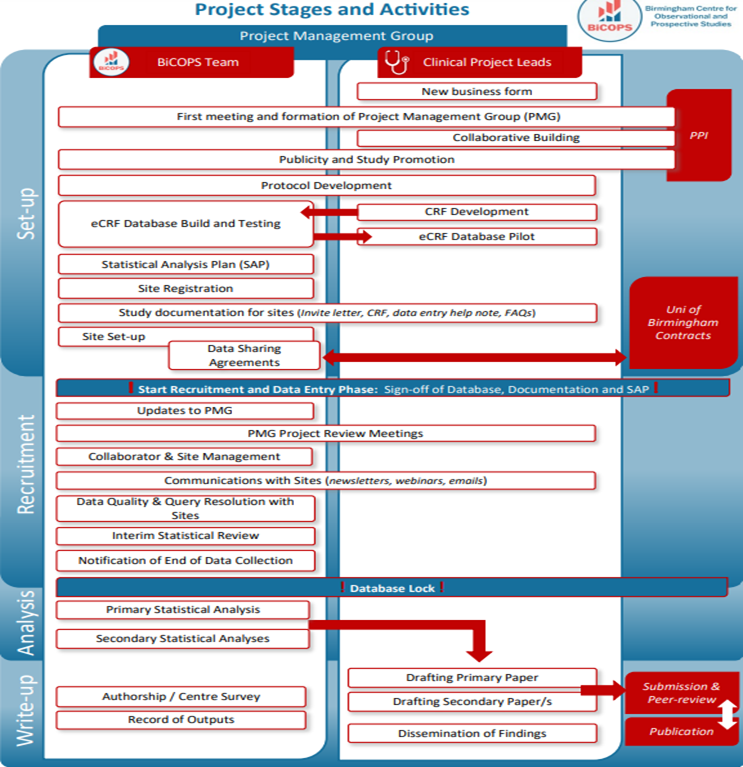 Project Stages and Activities
BiCOPS
Birmingham Centre for
Observational and
Prospective Studies
Project Management Group
BiCOPS
BiCOPS Team
Clinical Project Leads
Set-up
New business form
First meeting and formation of Project Management Group (PMG)
PPI
Collaborative Building
Publicity and Study Promotion
Protocol Development
eCRF Database Build and Testing
CRF Development
eCRF Database Pilot
Statistical Analysis Plan (SAP)
Site Registration
Study documentation for sites (Invite letter, CRF, data entry help note, FAQs)
Uni of
Birmingham
Contracts
Site Set-up
Data Sharing
Agreements
! Start Recruitment and Data Entry Phase: Sign-off of Database, Documentation and SAP !
Recruitment
Updates to PMG
PMG Project Review Meetings
Collaborator & Site Management
Communications with Sites (newsletters, webinars, emails)
Data Quality & Query Resolution with
Sites
Interim Statistical Review
Notification of End of Data Collection
! Database Lock !
Analysis
Primary Statistical Analysis
Secondary Statistical Analyses
Write-up
Drafting Primary Paper
Submission &
Peer-review
Authorship / Centre Survey
Drafting Secondary Paper/s
Record of Outputs
Dissemination of Findings
Publication